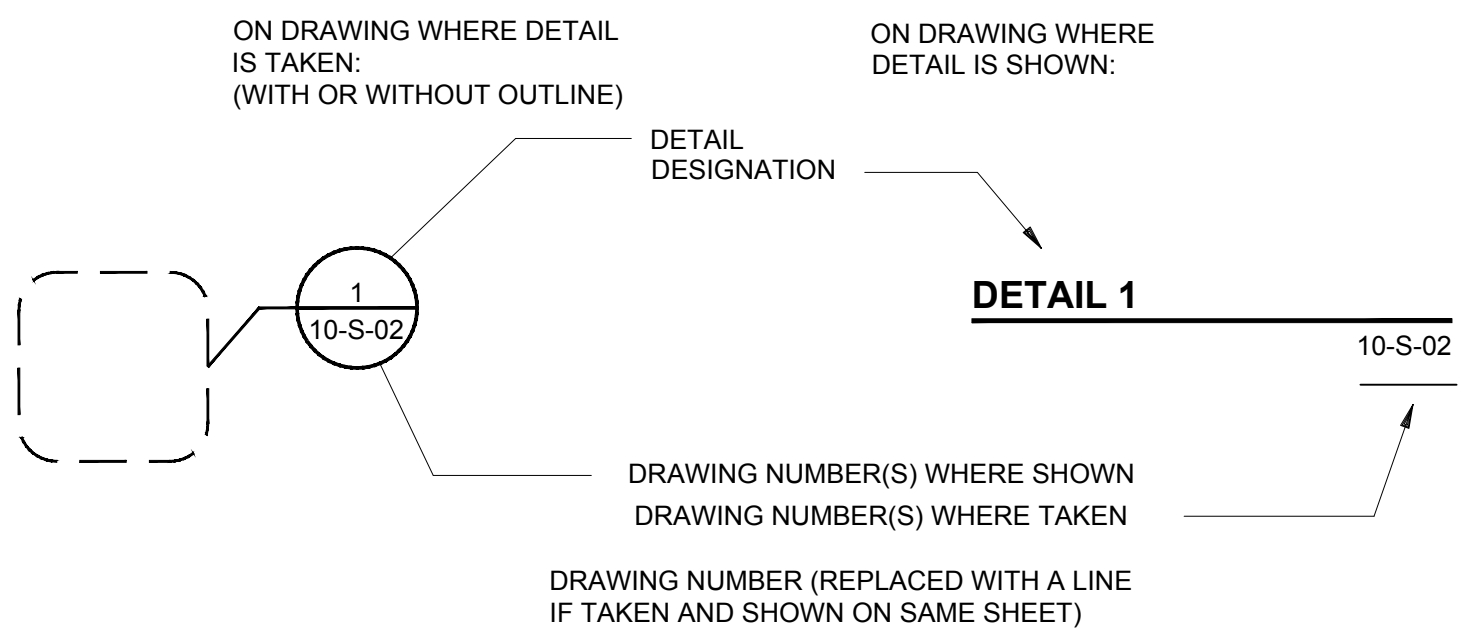 ON DRAWING WHERE DETAIL
IS TAKEN:
(WITH OR WITHOUT OUTLINE)
ON DRAWING WHERE
DETAIL IS SHOWN:
DETAIL
DESIGNATION
1
10-S-02
DETAIL 1
10-S-02
DRAWING NUMBER(S) WHERE SHOWN
DRAWING NUMBER(S) WHERE TAKEN
DRAWING NUMBER (REPLACED WITH A LINE
IF TAKEN AND SHOWN ON SAME SHEET)